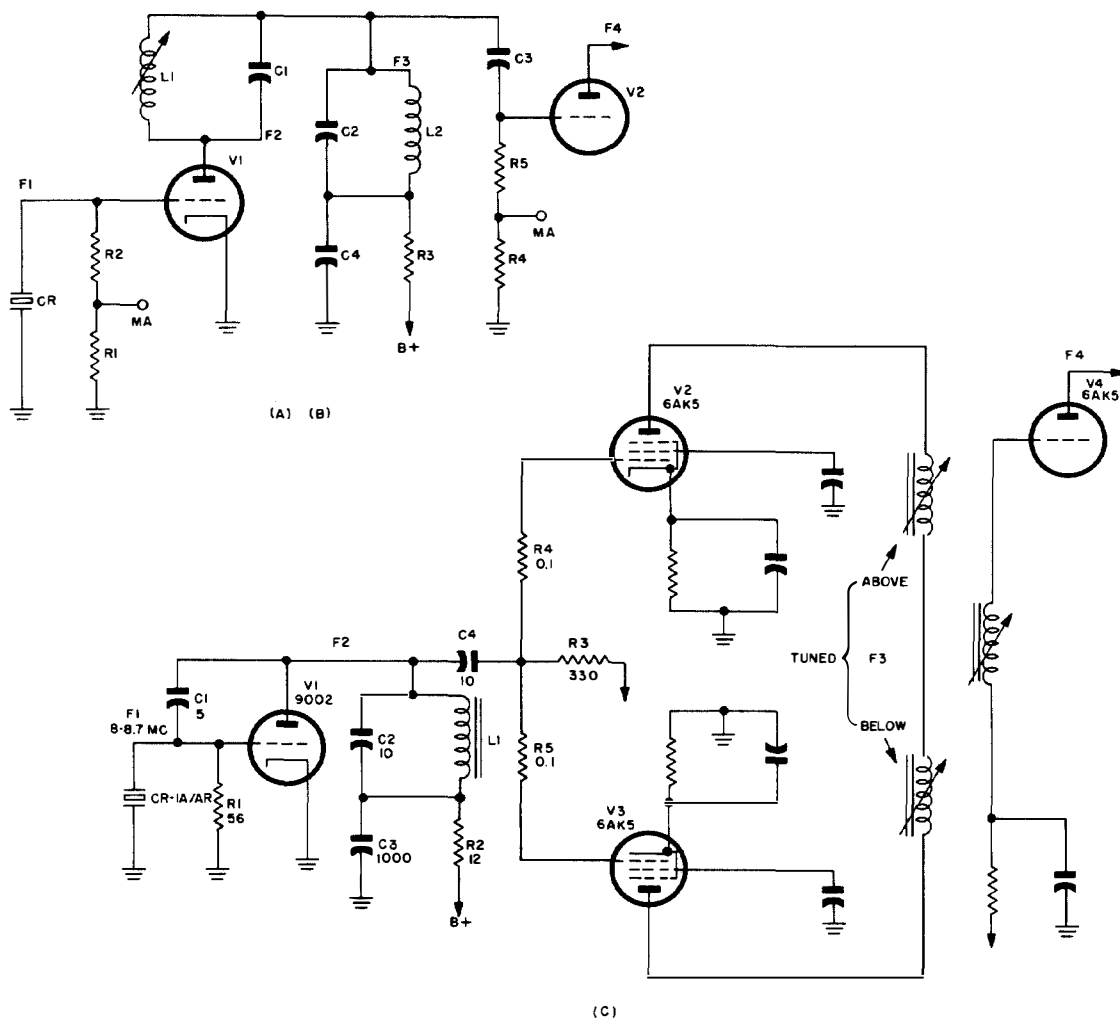 L1
C1
F3
C3
F4
V2
C2
L2
F2
V1
R5
F1
R2
MA
CR
C4
R3
MA
R1
R4
B+
(A) (B)
V2
6AK5
F4
V4
6AK5
R4
0.1
ABOVE
F2
C4
10
R3
330
TUNED
F3
C1
5
V1
9002
F1
8-8.7 MC
BELOW
C2
10
L1
R5
0.1
CR-1A/AR
R1
56
V3
6AK5
C3
1000
R2
12
B+
(C)